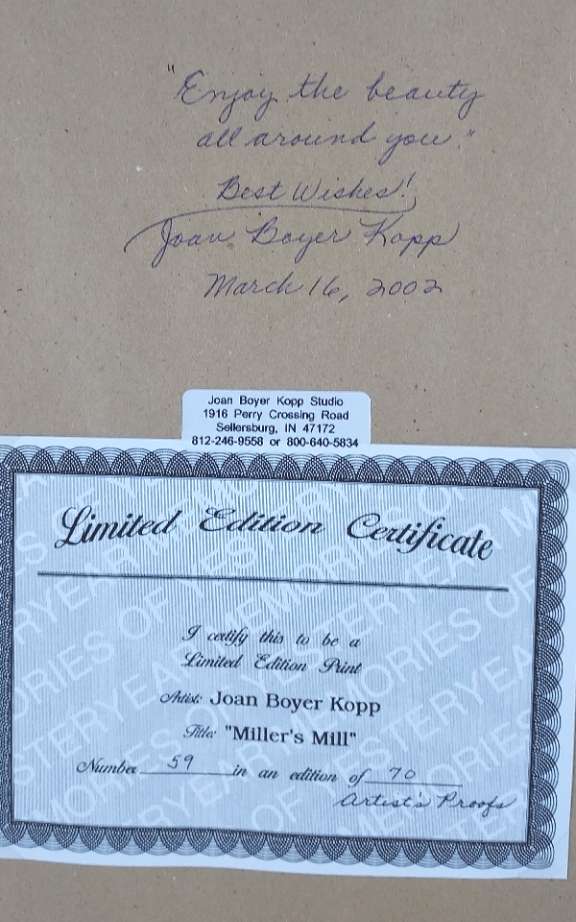 "Enjoy the beauty
all around you."
Best Wishes!
Joan Boyer Kopp
March 16, 2002
Joan Boyer Kopp Studio
1916 Perry Crossing Road
Sellersburg, IN 47172
812-246-9558 or 800-640-5834
Limited Edition Certificate
I certify this to be a
Limited Edition Print
Artist: Joan Boyer Kopp
Title: "Miller's Mill"
Number 59 in an edition of 70
Artist's Proofs
MEMORIES OF YESTERYEAR